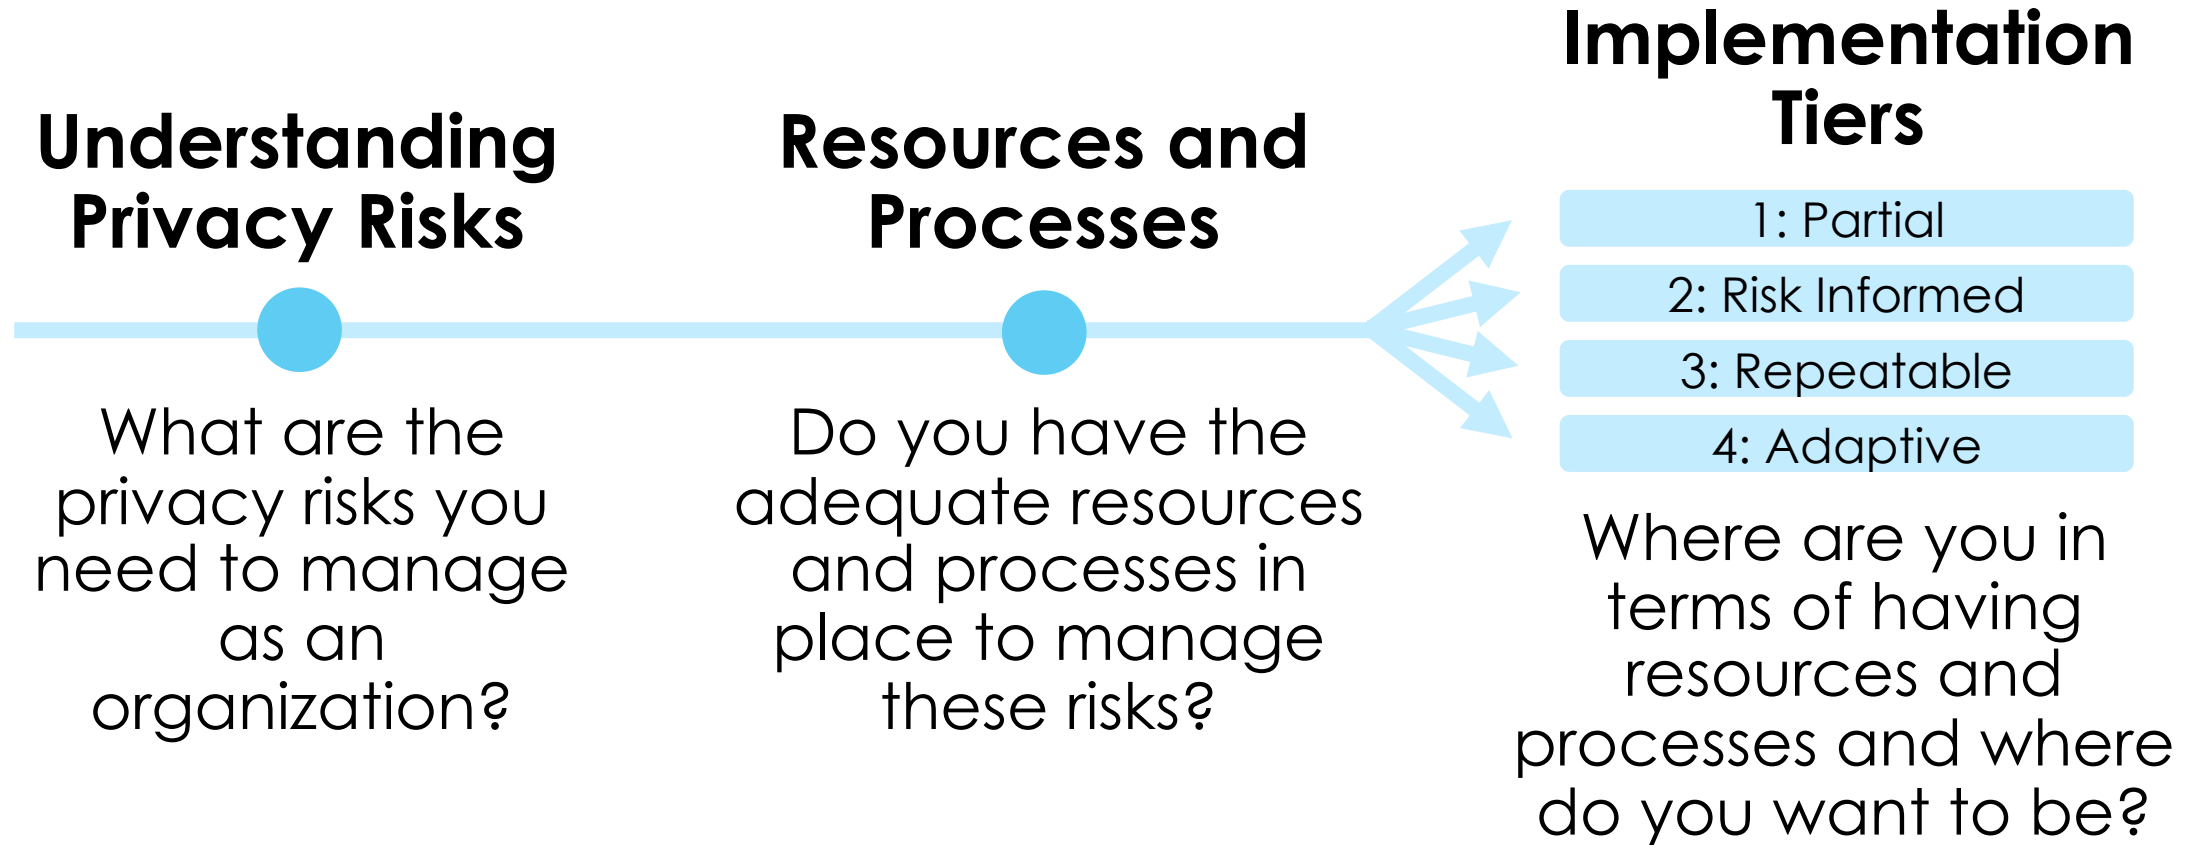 Understanding
Privacy Risks
What are the
privacy risks you
need to manage
as an
organization?
Resources and
Processes
Do you have the
adequate resources
and processes in
place to manage
these risks?
Implementation
Tiers
1: Partial
2: Risk Informed
3: Repeatable
4: Adaptive
Where are you in
terms of having
resources and
processes and where
do you want to be?